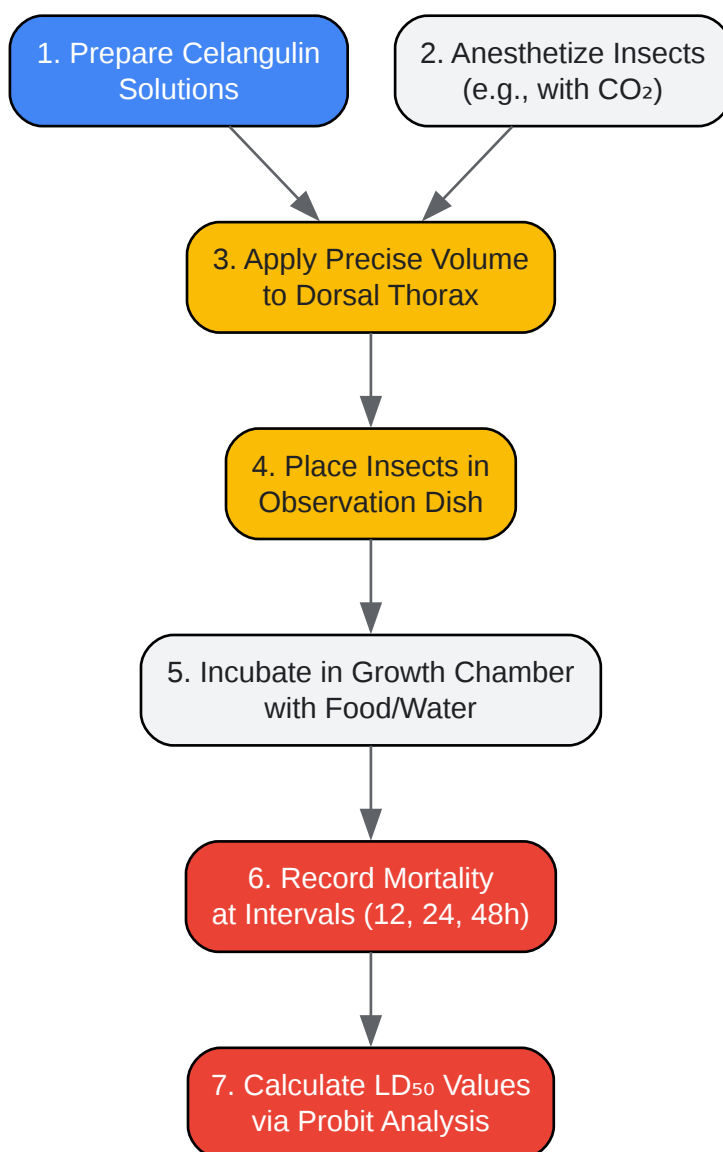 1. Prepare Celangulin
Solutions
2. Anesthetize Insects
(e.g., with CO₂)
3. Apply Precise Volume
to Dorsal Thorax
4. Place Insects in
Observation Dish
5. Incubate in Growth Chamber
with Food/Water
6. Record Mortality
at Intervals (12, 24, 48h)
7. Calculate LD₅₀ Values
via Probit Analysis